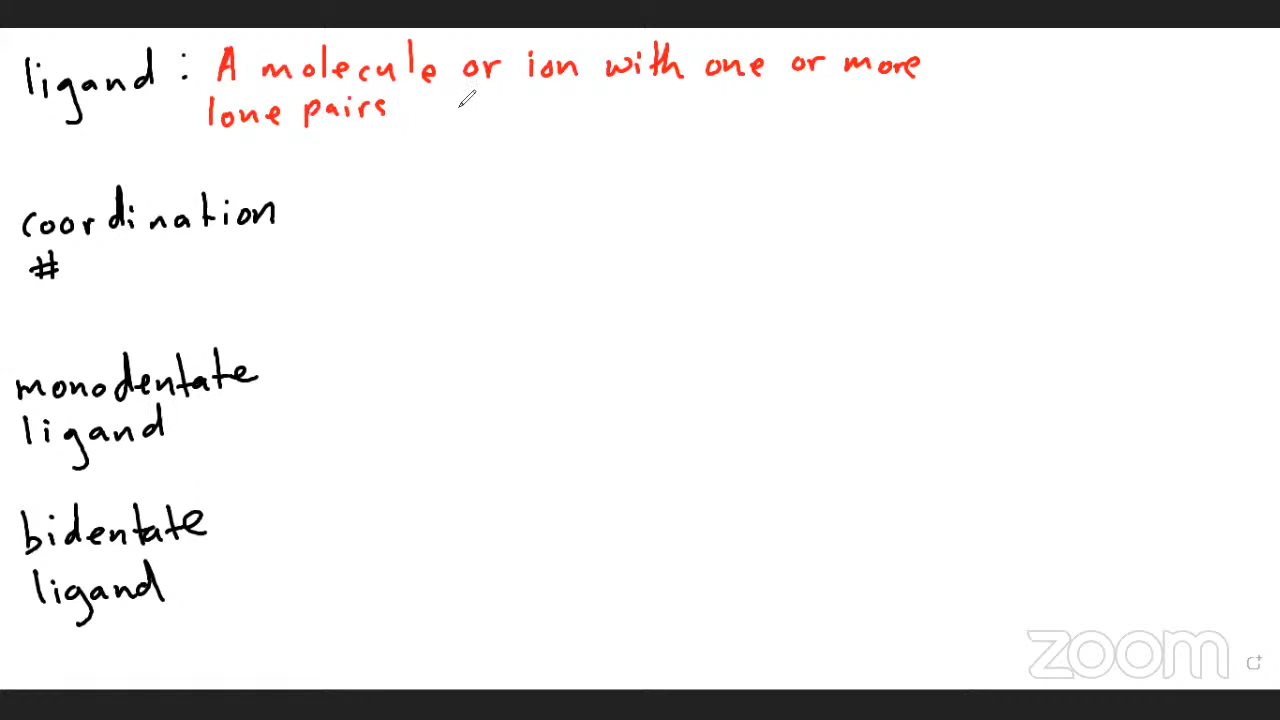 ligand : A molecule or ion with one or more
lone pairs
coordination
#
monodentate
ligand
bidentate
ligand
zoom